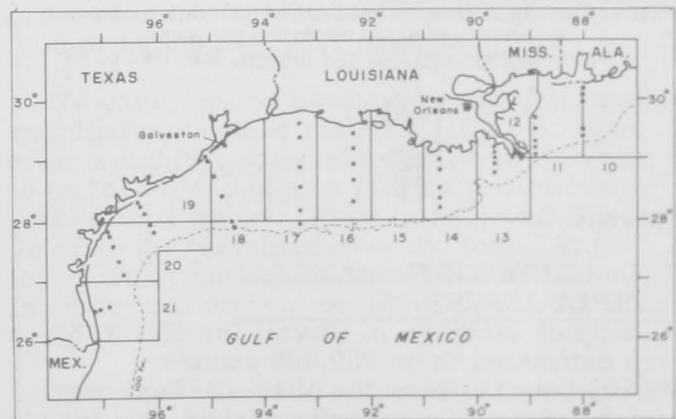 96° 94° 92° 90° 88°
TEXAS LOUISIANA MISS. ALA.
30° 30°
New
Orleans
12
Galveston
11 10
19
28° 28°
18 17 16 15 14 13
20
21
26° 26°
GULF OF MEXICO
MEX.
96° 94° 92° 90° 88°